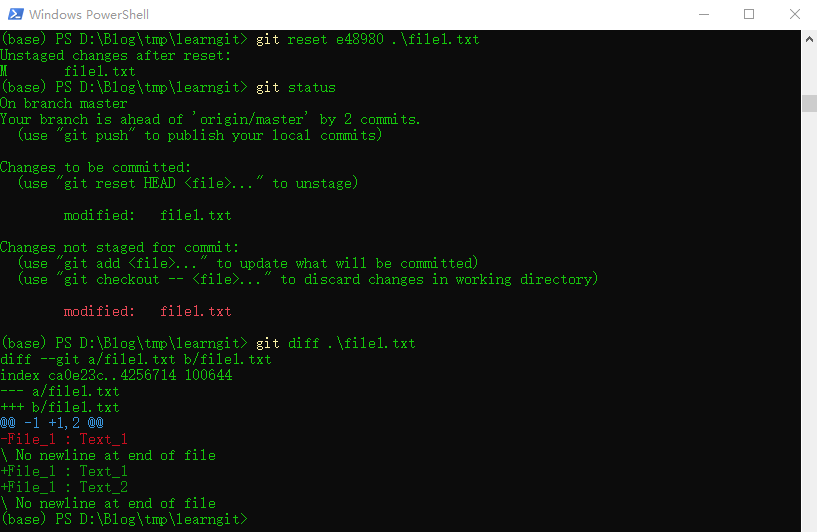 Windows PowerShell
(base) PS D:\Blog\tmp\learngit> git reset e48980 .\file1.txt
Unstaged changes after reset:
M       file1.txt
(base) PS D:\Blog\tmp\learngit> git status
On branch master
Your branch is ahead of 'origin/master' by 2 commits.
  (use "git push" to publish your local commits)
Changes to be committed:
  (use "git reset HEAD <file>..." to unstage)
        modified:   file1.txt
Changes not staged for commit:
  (use "git add <file>..." to update what will be committed)
  (use "git checkout -- <file>..." to discard changes in working directory)
        modified:   file1.txt
(base) PS D:\Blog\tmp\learngit> git diff .\file1.txt
diff --git a/file1.txt b/file1.txt
index ca0e23c..4256714 100644
--- a/file1.txt
+++ b/file1.txt
@@ -1 +1,2 @@
-File_1 : Text_1
\ No newline at end of file
+File_1 : Text_1
+File_1 : Text_2
\ No newline at end of file
(base) PS D:\Blog\tmp\learngit>